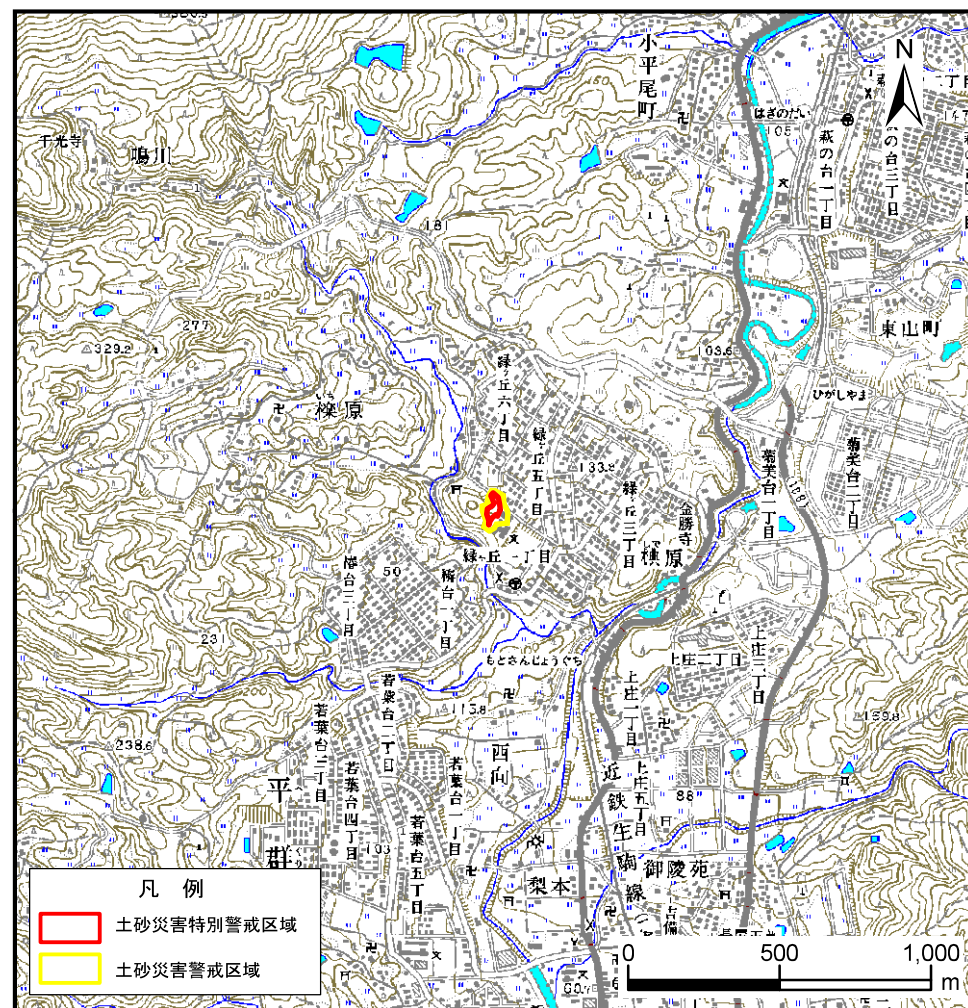 小平尾町
N
千光寺
鳴川
はぎのだい
105
萩の台一丁目
萩の台三丁目
181
277
△329.2
東山町
103.6
ひがしやま
緑ヶ丘六丁目
櫟原
いち
緑ヶ丘五丁目
△133.2
菊美台一丁目
菊美台二丁目
緑ヶ丘三丁目
金勝寺
椣原
緑ヶ丘一丁目
椿台三丁目
50
椿台一丁目
231
もとさんじょうぐち
上庄二丁目
上庄三丁目
上庄一丁目
若葉台二丁目
△115.8
△159.8
△238.6
若葉台三丁目
西向
平
若葉台四丁目
若葉台一丁目
近鉄生駒線
上庄五丁目
88
群
103
若葉台五丁目
梨本
御陵苑
凡 例
土砂災害特別警戒区域
土砂災害警戒区域
0 500 1,000
m